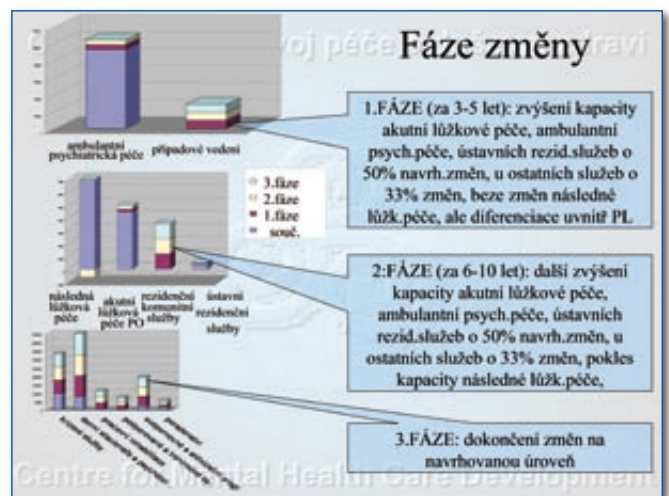 voj péče
zdraví
Fáze změny
1.FÁZE (za 3-5 let): zvýšení kapacity
akutní lůžkové péče, ambulantní
psych.péče, ústavních rezid.služeb o
50% navrh.změn, u ostatních služeb o
33% změn, beze změn následné
lůžk.péče, ale diferenciace uvnitř PL
ambulantní
psychiatrická péče
případové vedení
3.fáze
2.fáze
1.fáze
souč.
2:FÁZE (za 6-10 let): další zvýšení
kapacity akutní lůžkové péče,
ambulantní psych.péče, ústavních
rezid.služeb o 50% navrh.změn, u
ostatních služeb o 33% změn, pokles
kapacity následné lůžk.péče,
následná
lůžková
péče
akutní
lůžková
péče PO
rezidenční
komunitní
služby
ústavní
rezidenční
služby
3.FÁZE: dokončení změn na
navrhovanou úroveň
Centre for Mental Health Care Development